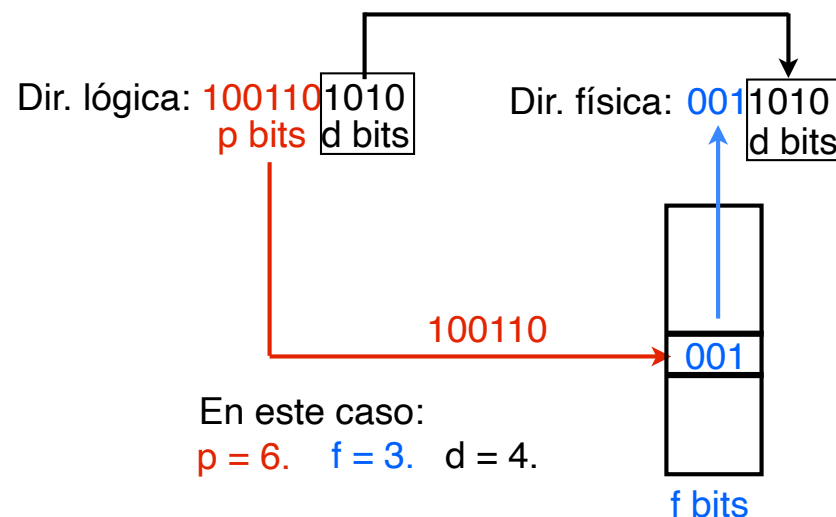 Dir. lógica: 1001101010
p bits d bits
Dir. física: 0011010
d bits
100110
001
En este caso:
p = 6. f = 3. d = 4.
f bits